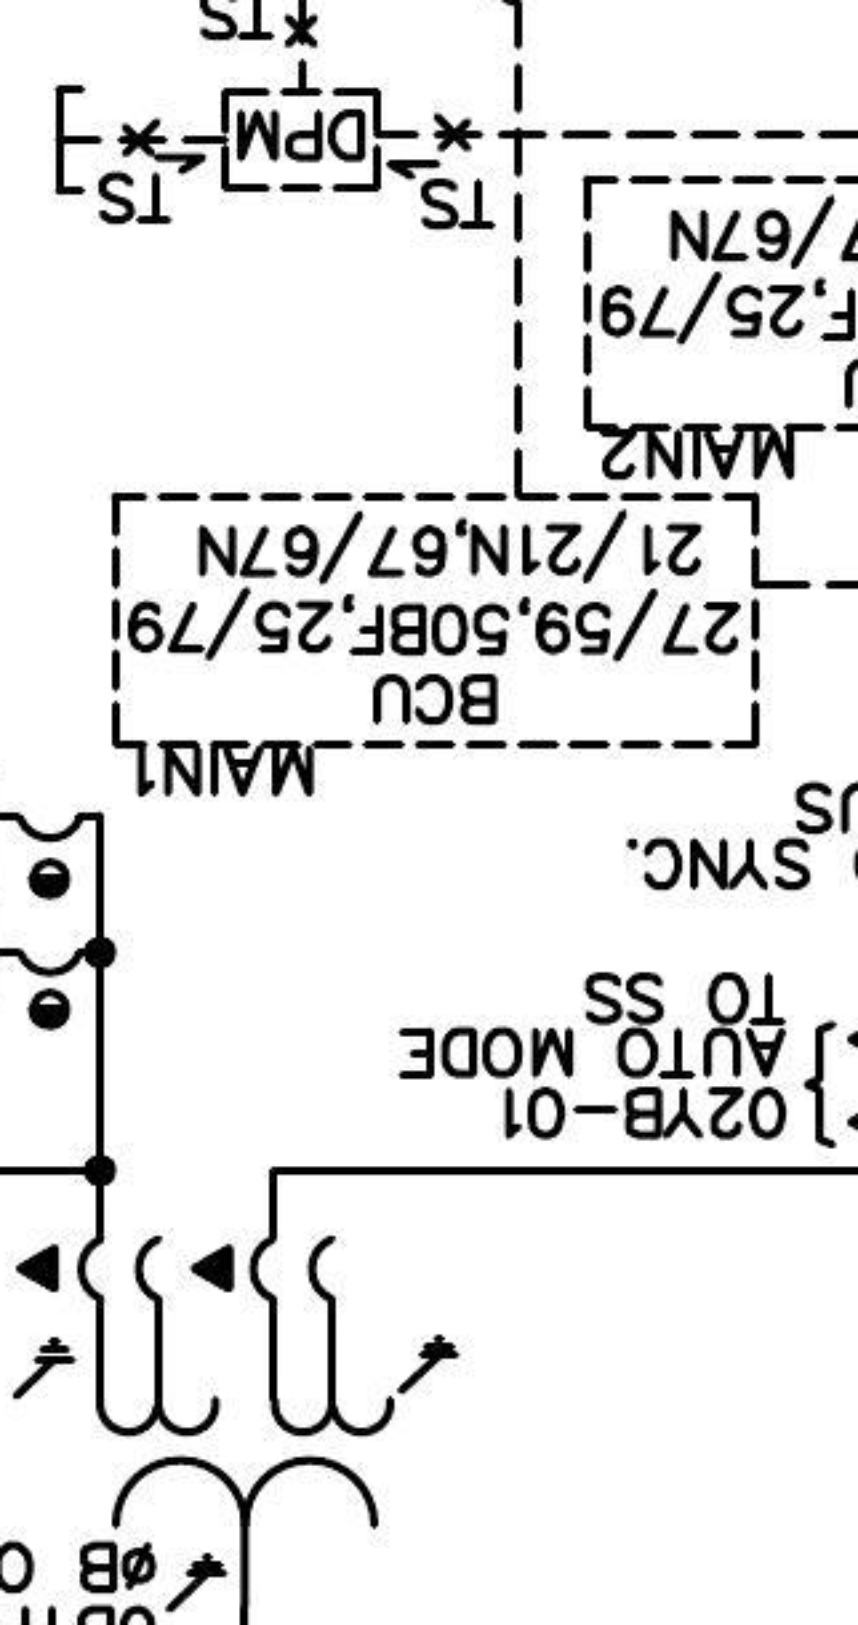 ØB
02YB-01
AUTO MODE
TO SS
SYNC.
US
MAIN1
BCU
27/59,50BF,25/79
21/21N,67/67N
MAIN2
U
F,25/79
7/67N
TS
TS
DPM
TS